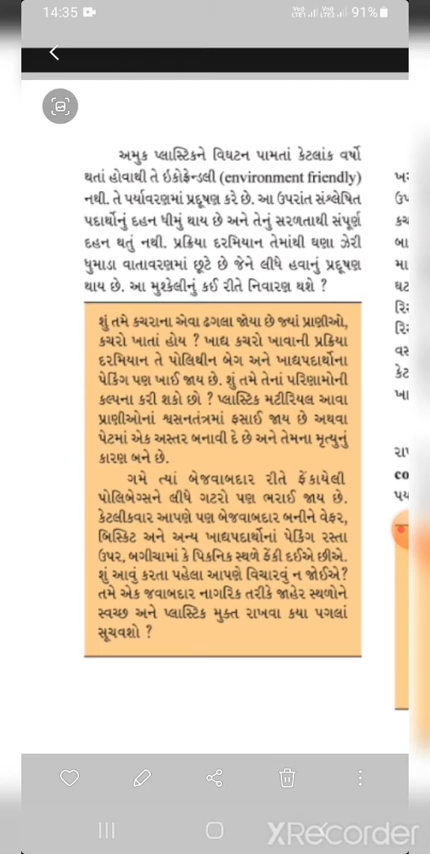 14:35
91%
અમુક પ્લાસ્ટિકને વિઘટન પામતાં કેટલાંક વર્ષો
થતાં હોવાથી તે ઇકોફ્રેન્ડલી (environment friendly)
નથી. તે પર્યાવરણમાં પ્રદૂષણ કરે છે. આ ઉપરાંત સંશ્લેષિત
પદાર્થોનું દહન ધીમું થાય છે અને તેનું સરળતાથી સંપૂર્ણ
દહન થતું નથી. પ્રક્રિયા દરમિયાન તેમાંથી ઘણા ઝેરી
ધુમાડા વાતાવરણમાં છૂટે છે જેને લીધે હવાનું પ્રદૂષણ
થાય છે. આ મુશ્કેલીનું કઈ રીતે નિવારણ થશે ?
શું તમે કચરાના એવા ઢગલા જોયા છે જ્યાં પ્રાણીઓ,
કચરો ખાતાં હોય ? ખાદ્ય કચરો ખાવાની પ્રક્રિયા
દરમિયાન તે પોલિથીન બેગ અને ખાદ્યપદાર્થોના
પેકિંગ પણ ખાઈ જાય છે. શું તમે તેનાં પરિણામોની
કલ્પના કરી શકો છો ? પ્લાસ્ટિક મટીરિયલ આવા
પ્રાણીઓનાં શ્વસનતંત્રમાં ફસાઈ જાય છે અથવા
પેટમાં એક અસ્તર બનાવી દે છે અને તેમના મૃત્યુનું
કારણ બને છે.
ગમે ત્યાં બેજવાબદાર રીતે ફેંકાયેલી
પોલિબેગ્સને લીધે ગટરો પણ ભરાઈ જાય છે.
કેટલીકવાર આપણે પણ બેજવાબદાર બનીને વેફર,
બિસ્કિટ અને અન્ય ખાદ્યપદાર્થોનાં પેકિંગ રસ્તા
ઉપર, બગીચામાં કે પિકનિક સ્થળે ફેંકી દઈએ છીએ.
શું આવું કરતા પહેલા આપણે વિચારવું ન જોઈએ?
તમે એક જવાબદાર નાગરિક તરીકે જાહેર સ્થળોને
સ્વચ્છ અને પ્લાસ્ટિક મુક્ત રાખવા કયા પગલાં
સૂચવશો ?
XRecorder